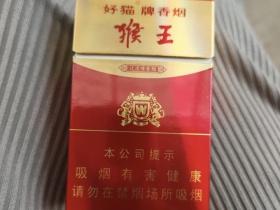 好猫 牌香烟
猴王
本公司提示
吸烟有害健康
请勿在禁烟场所吸烟